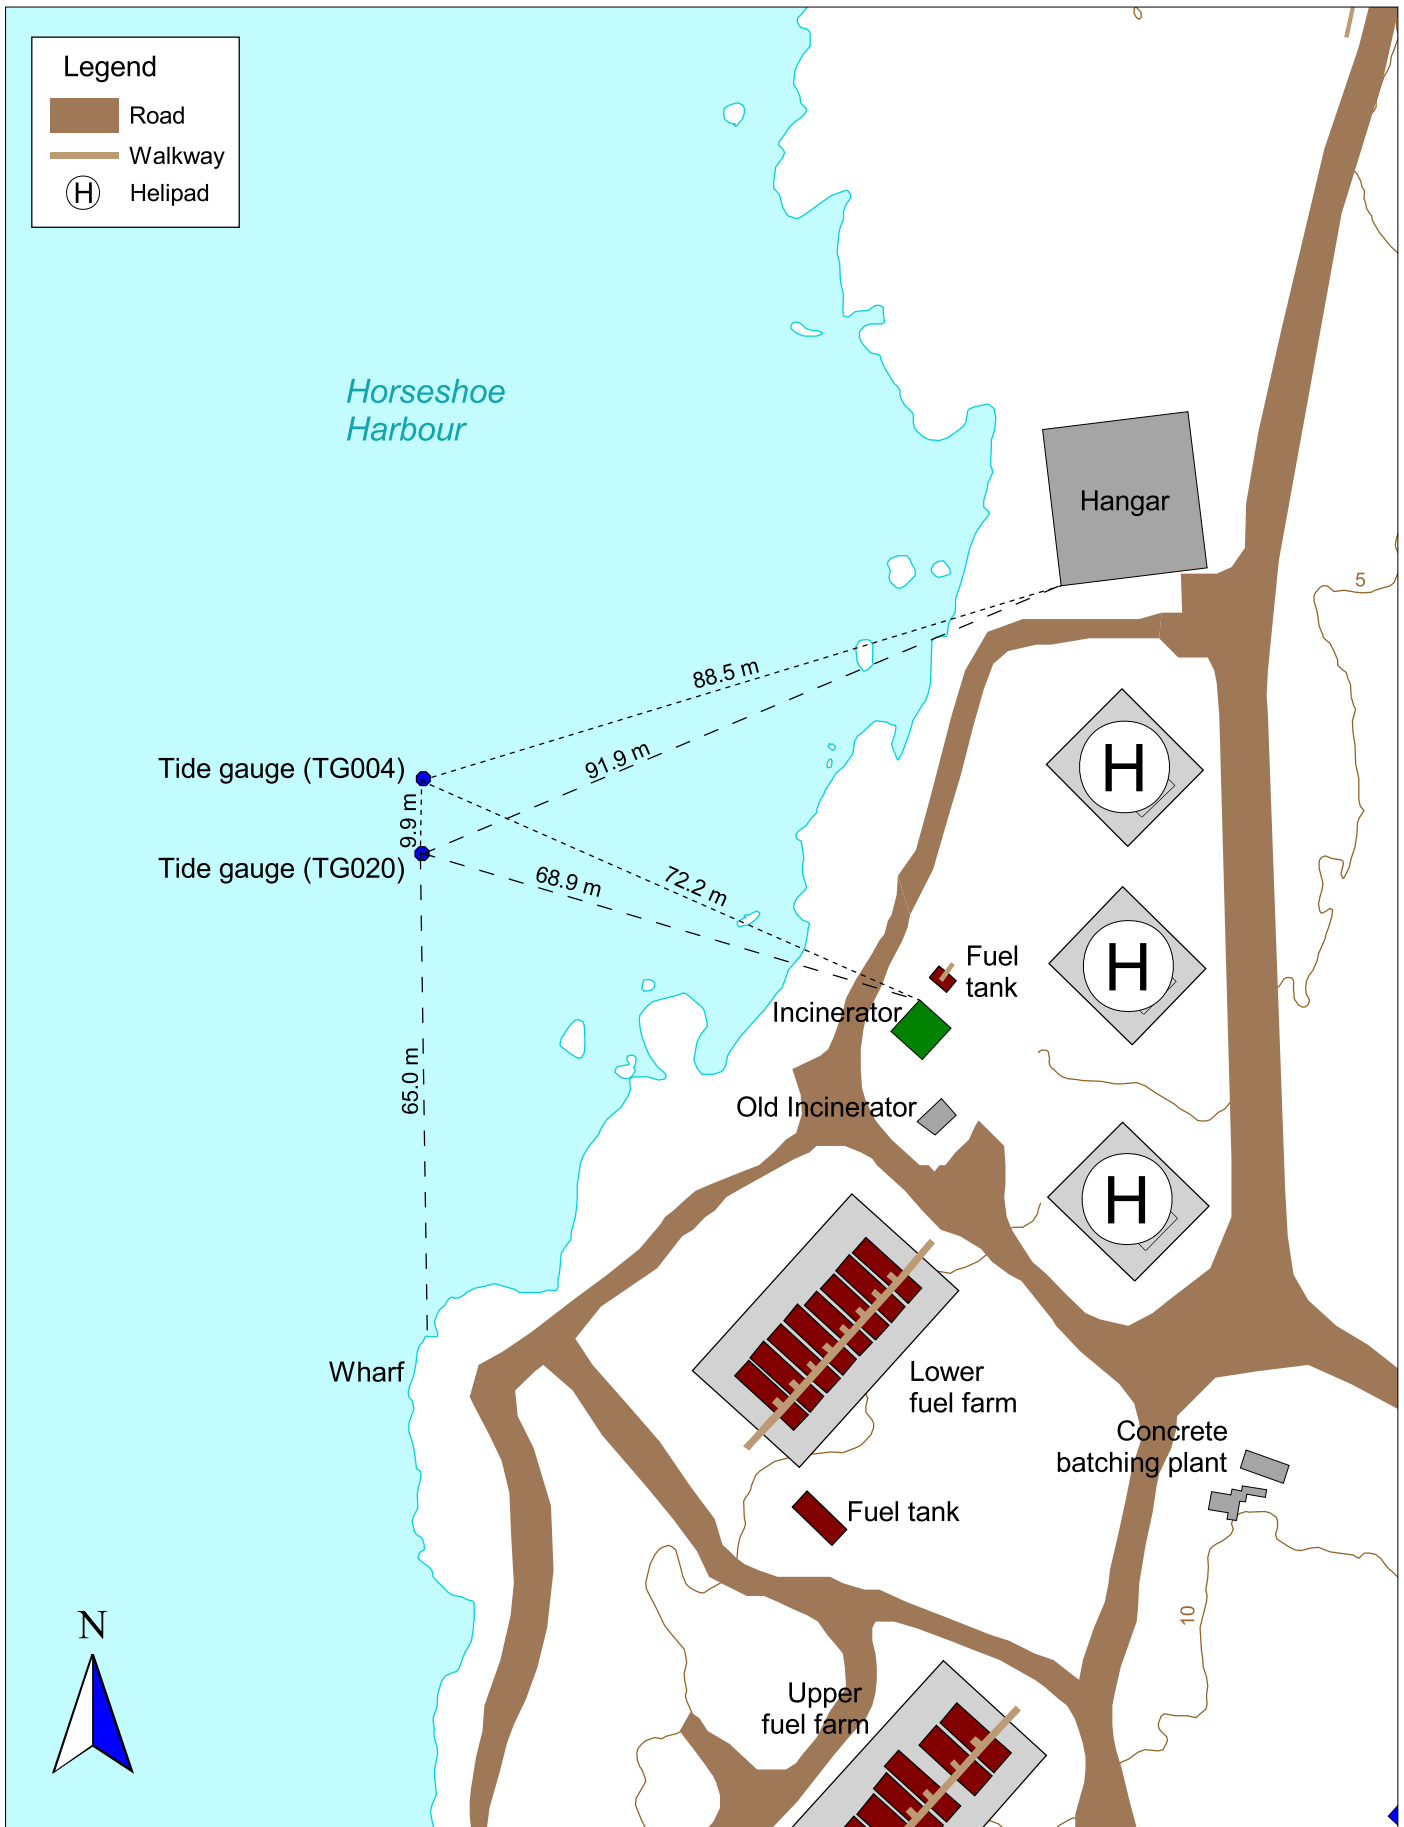 Legend
Road
Walkway
H Helipad
Horseshoe
Harbour
Hangar
5
88.5 m
91.9 m
Tide gauge (TG004)
9.9 m
Tide gauge (TG020)
H
68.9 m
72.2 m
Fuel
tank
H
Incinerator
65.0 m
Old Incinerator
H
Wharf
Lower
fuel farm
Concrete
batching plant
Fuel tank
10
N
Upper
fuel farm